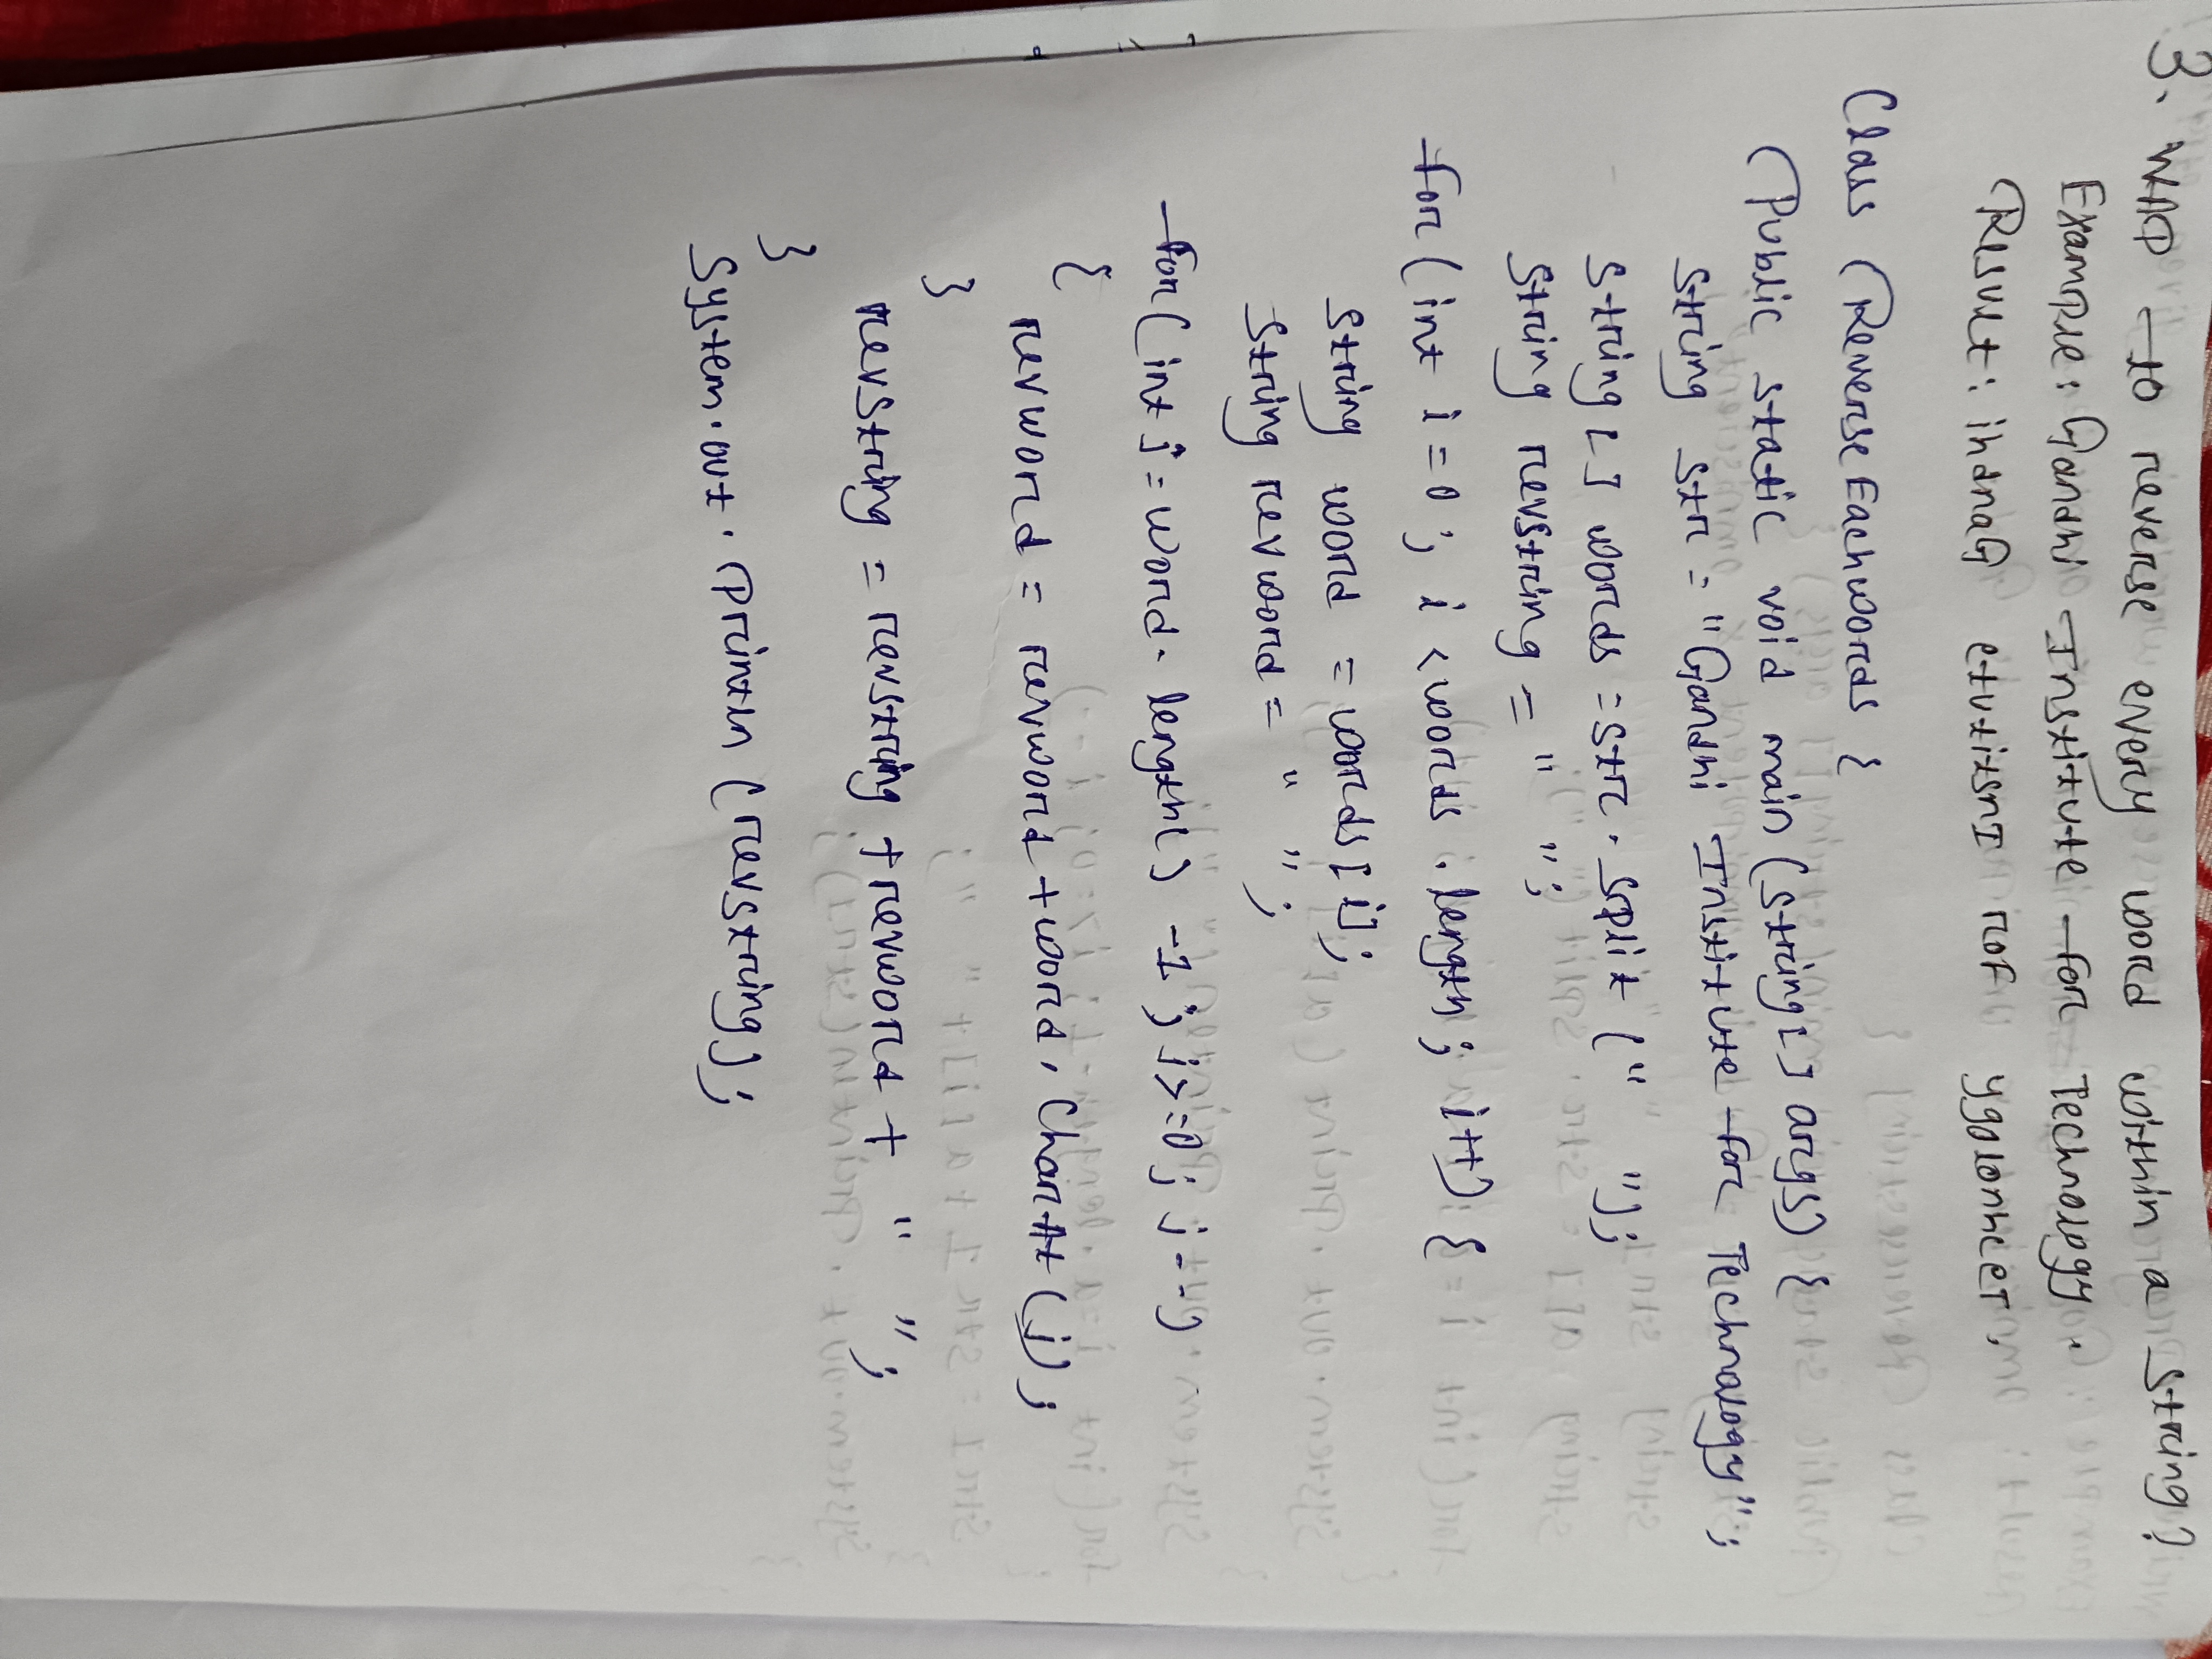 3. WAP to reverse every word within a string?
Example: Gandhi Institute for Technology.
Result: ihdnaG etutitsnI roF ygolonhceT.
Class ReverseEachwords {
Public static void main (string[] args) {
string str = "Gandhi Institute for Technology";
string[] words = str. split (" ");
string revstring = " ";
for (int i = 0; i < words . length; i++) {
string word = words [i];
string revword = " ";
for (int j = word. length() -1; j>=0; j--)
{
revword = revword + word. CharAt (j);
}
revstring = revstring + revword + " ";
}
System.out. Println (revstring);